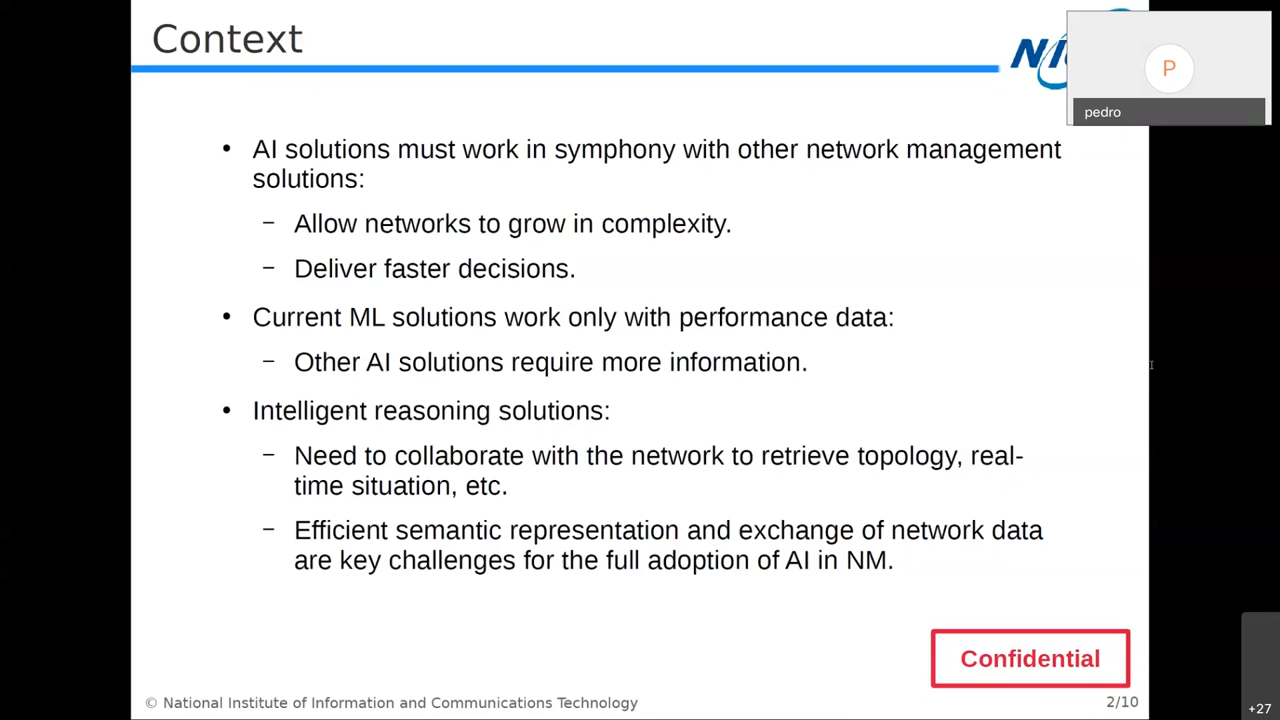 Context
P
pedro
• AI solutions must work in symphony with other network management
solutions:
– Allow networks to grow in complexity.
– Deliver faster decisions.
• Current ML solutions work only with performance data:
– Other AI solutions require more information.
• Intelligent reasoning solutions:
– Need to collaborate with the network to retrieve topology, real-
time situation, etc.
– Efficient semantic representation and exchange of network data
are key challenges for the full adoption of AI in NM.
Confidential
© National Institute of Information and Communications Technology
2/10
+27